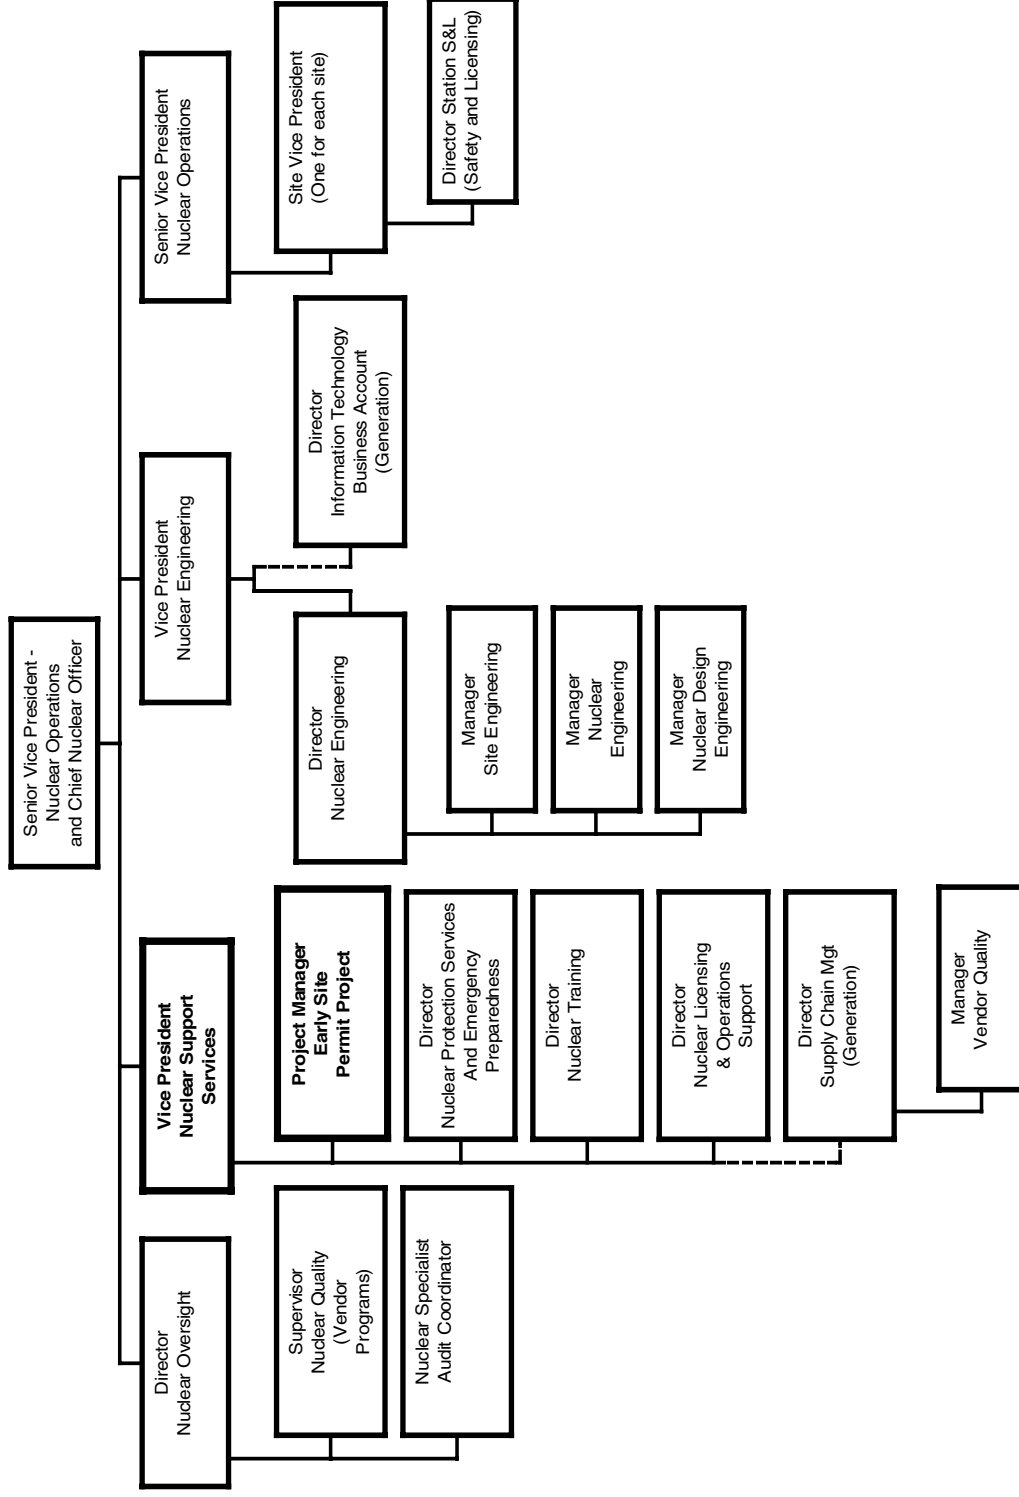 Senior Vice President -
Nuclear Operations
and Chief Nuclear Officer
Director
Nuclear Oversight
Vice President
Nuclear Support
Services
Vice President
Nuclear Engineering
Senior Vice President
Nuclear Operations
Supervisor
Nuclear Quality
(Vendor
Programs)
Nuclear Specialist
Audit Coordinator
Project Manager
Early Site
Permit Project
Director
Nuclear Protection Services
And Emergency
Preparedness
Director
Nuclear Training
Director
Nuclear Licensing
& Operations
Support
Director
Supply Chain Mgt
(Generation)
Manager
Vendor Quality
Director
Nuclear Engineering
Manager
Site Engineering
Manager
Nuclear
Engineering
Manager
Nuclear Design
Engineering
Director
Information Technology
Business Account
(Generation)
Site Vice President
(One for each site)
Director Station S&L
(Safety and Licensing)